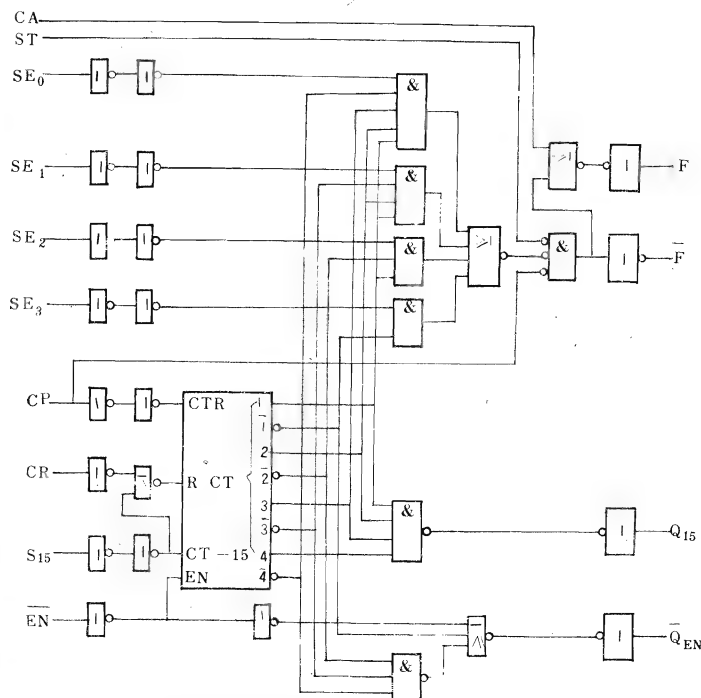 CA
ST
SE₀
&
SE₁
&
≥1
1
F
SE₂
&
≥1
&
1
F̅
SE₃
&
CP
CTR
1
1̅
2
CR
R CT
2̅
3
&
3̅
S₁₅
CT -15
4
1
Q₁₅
EN
4̅
E̅N̅
1
Q̅EN
&